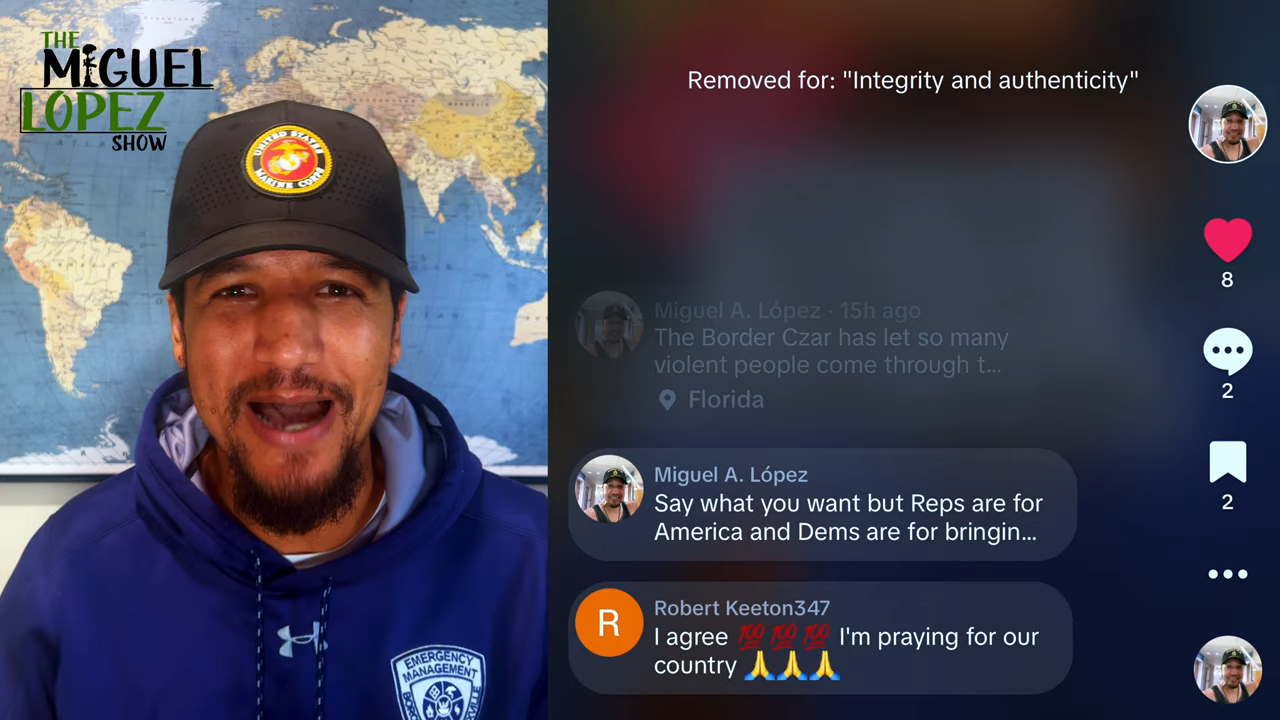 THE
MIGUEL
LOPEZ
SHOW
UNITED STATES
MARINE CORPS
EMERGENCY
MANAGEMENT
Removed for: "Integrity and authenticity"
8
Miguel A. López · 15h ago
The Border Czar has let so many
violent people come through t...
Florida
2
Miguel A. López
Say what you want but Reps are for
America and Dems are for bringin...
2
R
Robert Keeton347
I agree 💯💯💯 I'm praying for our
country 🙏🙏🙏